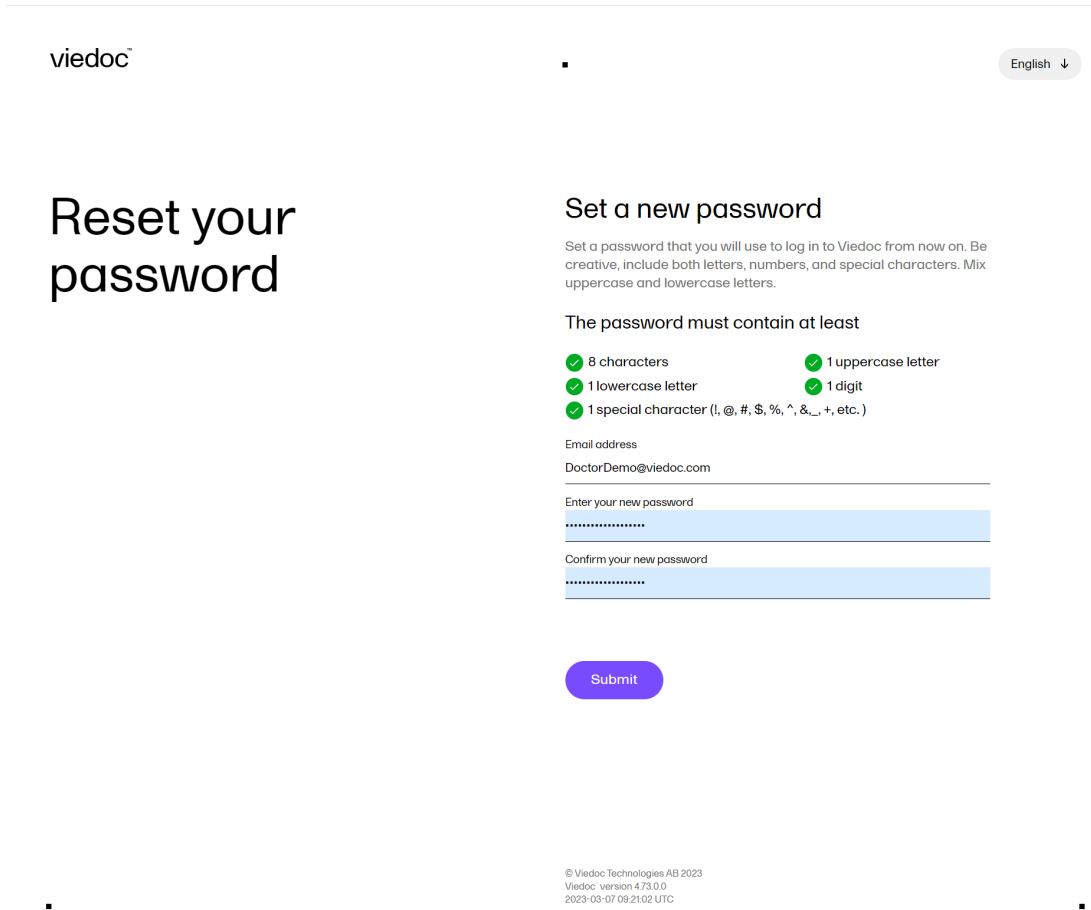 viedoc™
English ↓
Reset your
password
Set a new password
Set a password that you will use to log in to Viedoc from now on. Be
creative, include both letters, numbers, and special characters. Mix
uppercase and lowercase letters.
The password must contain at least
8 characters
1 uppercase letter
1 lowercase letter
1 digit
1 special character (!, @, #, $, %, ^, &,_, +, etc. )
Email address
DoctorDemo@viedoc.com
Enter your new password
•••••••••••••••••••
Confirm your new password
•••••••••••••••••••
Submit
© Viedoc Technologies AB 2023
Viedoc version 4.73.0.0
2023-03-07 09:21:02 UTC